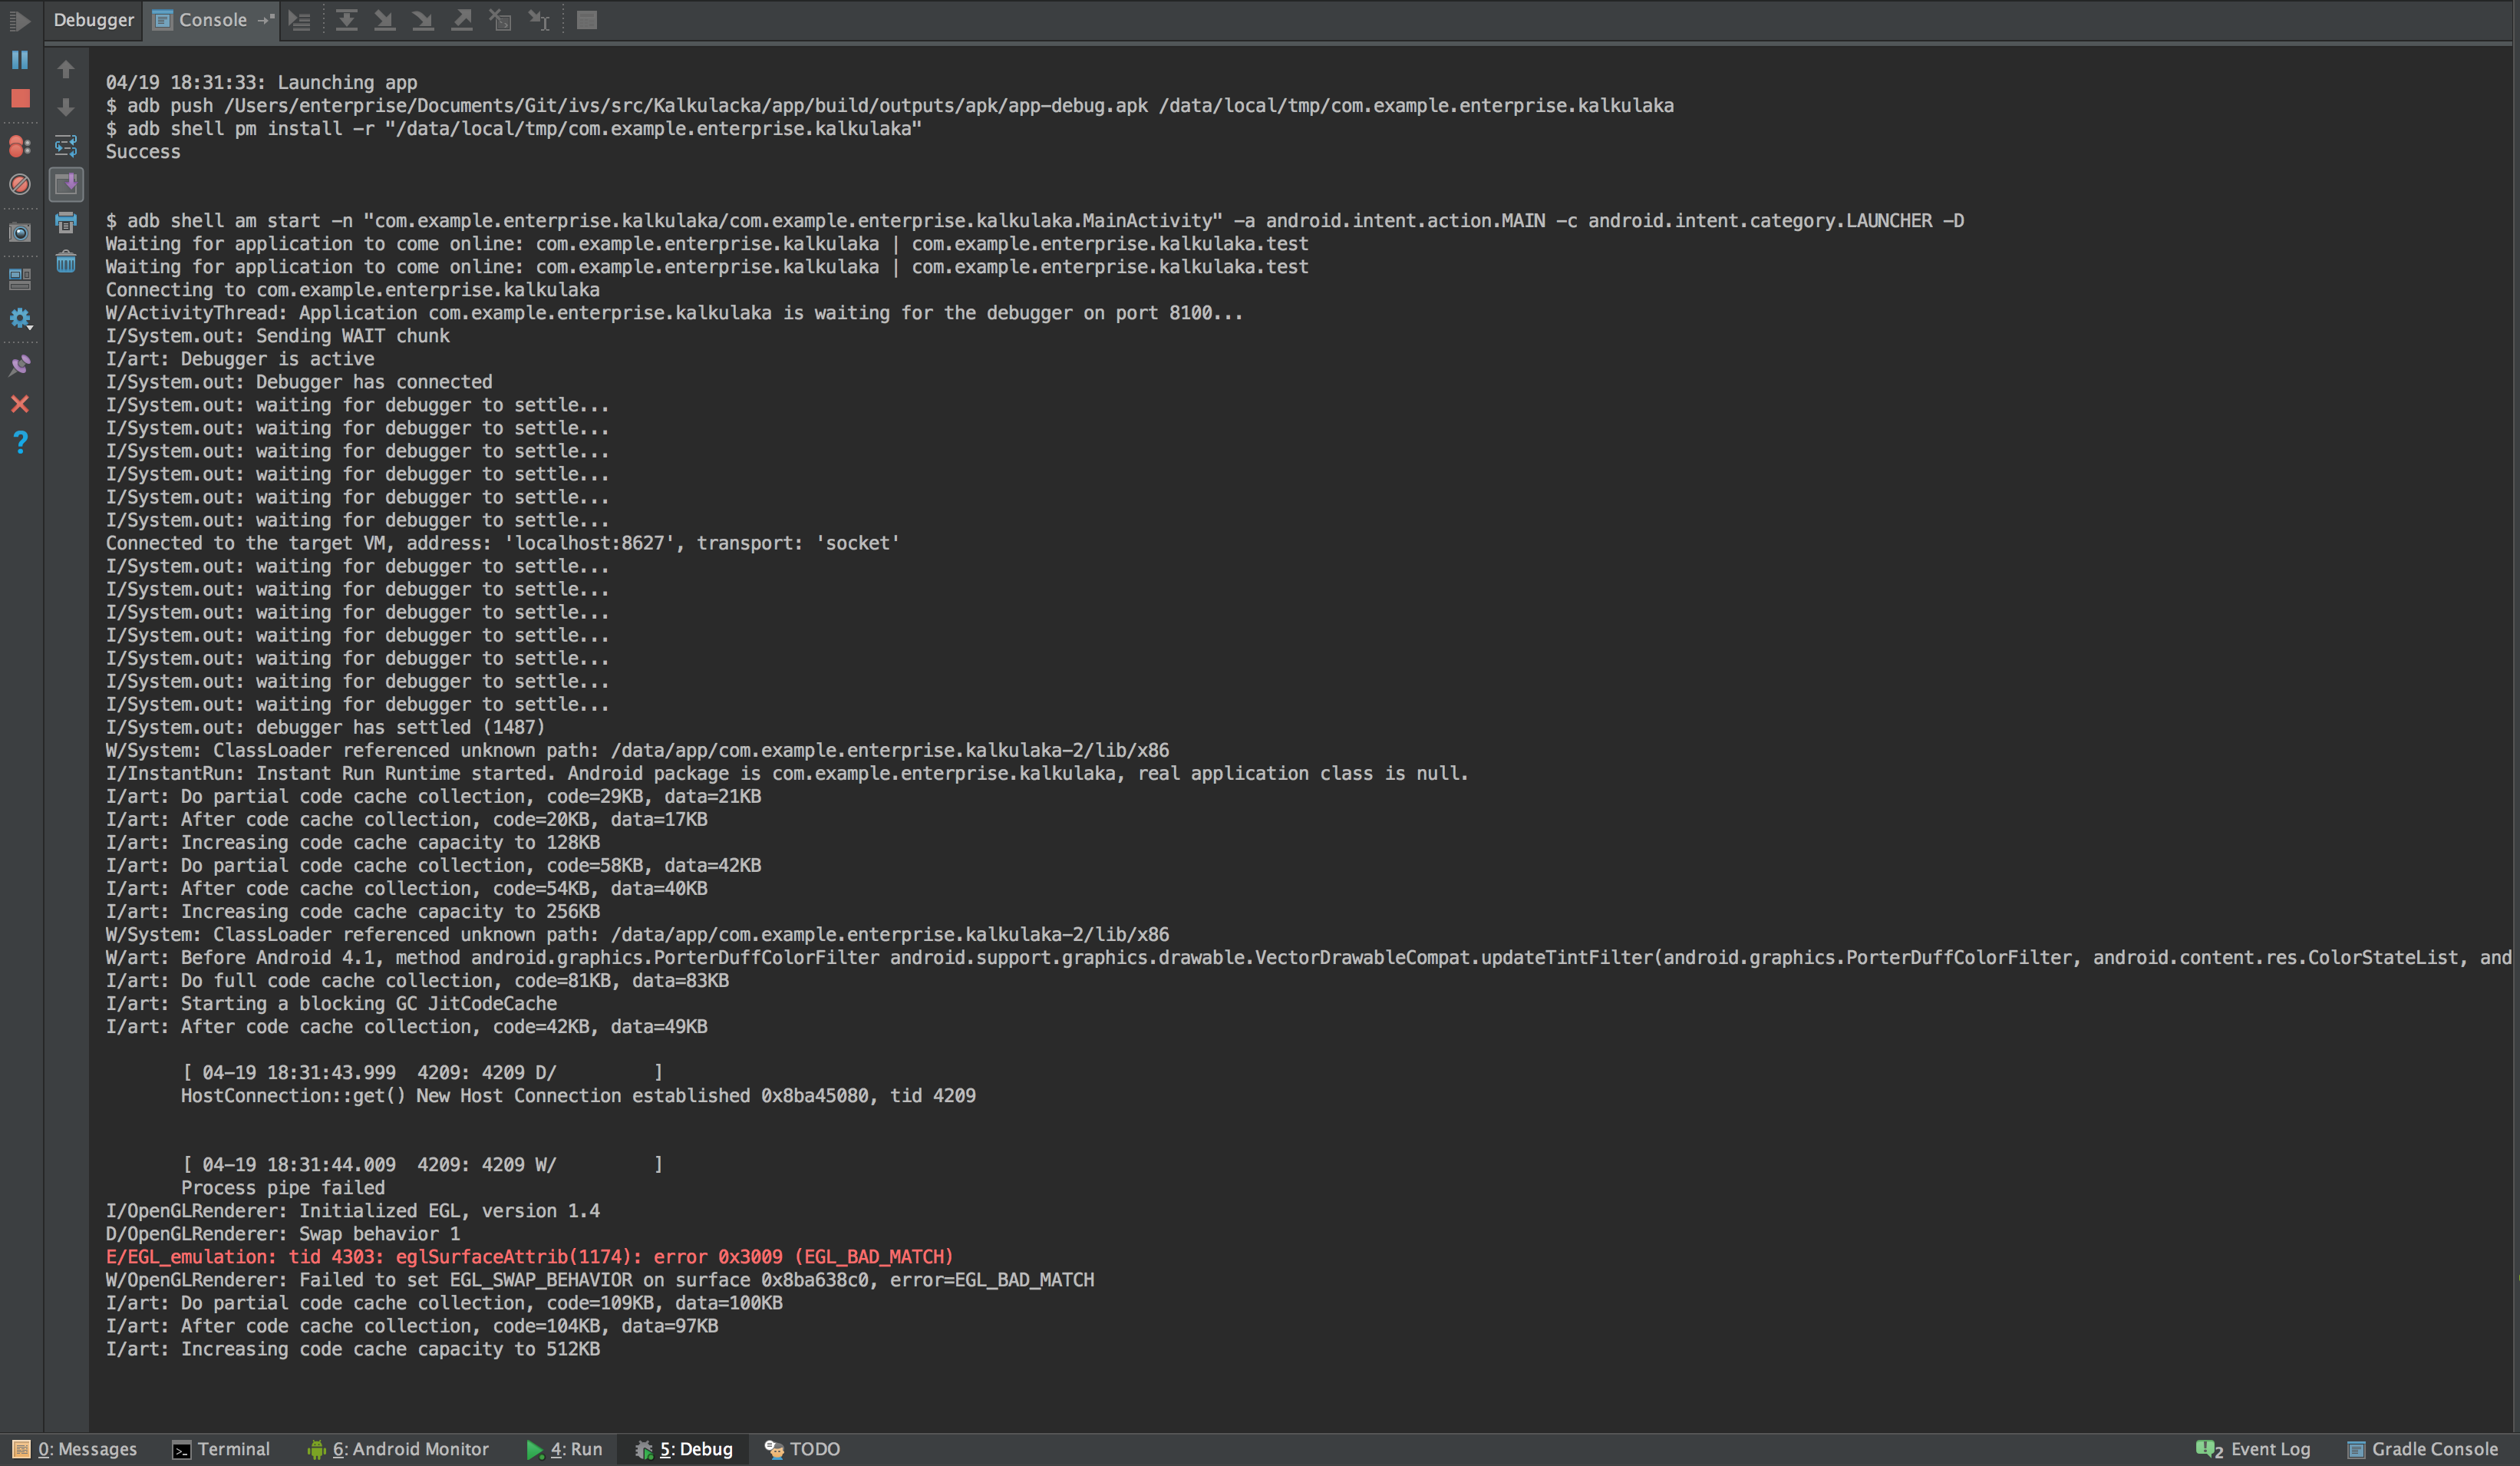 Debugger Console
04/19 18:31:33: Launching app
$ adb push /Users/enterprise/Documents/Git/ivs/src/Kalkulacka/app/build/outputs/apk/app-debug.apk /data/local/tmp/com.example.enterprise.kalkulaka
$ adb shell pm install -r "/data/local/tmp/com.example.enterprise.kalkulaka"
Success
$ adb shell am start -n "com.example.enterprise.kalkulaka/com.example.enterprise.kalkulaka.MainActivity" -a android.intent.action.MAIN -c android.intent.category.LAUNCHER -D
Waiting for application to come online: com.example.enterprise.kalkulaka | com.example.enterprise.kalkulaka.test
Waiting for application to come online: com.example.enterprise.kalkulaka | com.example.enterprise.kalkulaka.test
Connecting to com.example.enterprise.kalkulaka
W/ActivityThread: Application com.example.enterprise.kalkulaka is waiting for the debugger on port 8100...
I/System.out: Sending WAIT chunk
I/art: Debugger is active
I/System.out: Debugger has connected
I/System.out: waiting for debugger to settle...
I/System.out: waiting for debugger to settle...
I/System.out: waiting for debugger to settle...
I/System.out: waiting for debugger to settle...
I/System.out: waiting for debugger to settle...
I/System.out: waiting for debugger to settle...
Connected to the target VM, address: 'localhost:8627', transport: 'socket'
I/System.out: waiting for debugger to settle...
I/System.out: waiting for debugger to settle...
I/System.out: waiting for debugger to settle...
I/System.out: waiting for debugger to settle...
I/System.out: waiting for debugger to settle...
I/System.out: waiting for debugger to settle...
I/System.out: waiting for debugger to settle...
I/System.out: debugger has settled (1487)
W/System: ClassLoader referenced unknown path: /data/app/com.example.enterprise.kalkulaka-2/lib/x86
I/InstantRun: Instant Run Runtime started. Android package is com.example.enterprise.kalkulaka, real application class is null.
I/art: Do partial code cache collection, code=29KB, data=21KB
I/art: After code cache collection, code=20KB, data=17KB
I/art: Increasing code cache capacity to 128KB
I/art: Do partial code cache collection, code=58KB, data=42KB
I/art: After code cache collection, code=54KB, data=40KB
I/art: Increasing code cache capacity to 256KB
W/System: ClassLoader referenced unknown path: /data/app/com.example.enterprise.kalkulaka-2/lib/x86
W/art: Before Android 4.1, method android.graphics.PorterDuffColorFilter android.support.graphics.drawable.VectorDrawableCompat.updateTintFilter(android.graphics.PorterDuffColorFilter, android.content.res.ColorStateList, and
I/art: Do full code cache collection, code=81KB, data=83KB
I/art: Starting a blocking GC JitCodeCache
I/art: After code cache collection, code=42KB, data=49KB
[ 04-19 18:31:43.999  4209: 4209 D/         ]
HostConnection::get() New Host Connection established 0x8ba45080, tid 4209
[ 04-19 18:31:44.009  4209: 4209 W/         ]
Process pipe failed
I/OpenGLRenderer: Initialized EGL, version 1.4
D/OpenGLRenderer: Swap behavior 1
E/EGL_emulation: tid 4303: eglSurfaceAttrib(1174): error 0x3009 (EGL_BAD_MATCH)
W/OpenGLRenderer: Failed to set EGL_SWAP_BEHAVIOR on surface 0x8ba638c0, error=EGL_BAD_MATCH
I/art: Do partial code cache collection, code=109KB, data=100KB
I/art: After code cache collection, code=104KB, data=97KB
I/art: Increasing code cache capacity to 512KB
0: Messages Terminal 6: Android Monitor 4: Run 5: Debug TODO 2 Event Log Gradle Console